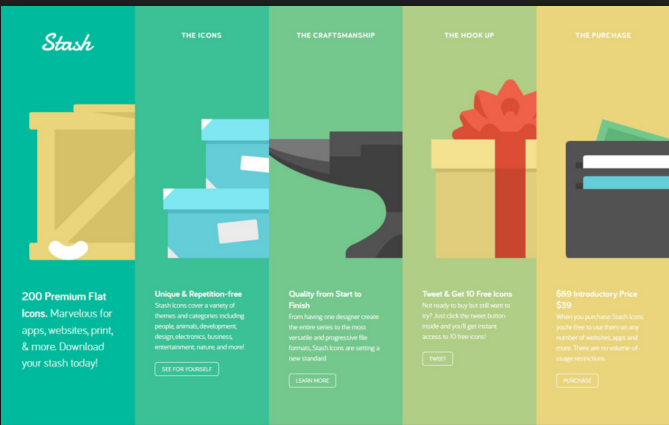 Stash
200 Premium Flat
Icons. Marvelous for
apps, websites, print,
& more. Download
your stash today!
THE ICONS
Unique & Repetition-free
Stash Icons cover a variety of
themes and categories including
people, animals, development,
design, electronics, business,
entertainment, nature, and more!
SEE FOR YOURSELF
THE CRAFTSMANSHIP
Quality from Start to
Finish
From having one designer create
the entire series to the most
versatile and progressive file
formats, Stash Icons are setting a
new standard.
LEARN MORE
THE HOOK UP
Tweet & Get 10 Free Icons
Not ready to buy but still want to
try? Just click the tweet button
inside and you'll get instant
access to 10 free icons!
TWEET
THE PURCHASE
$69 Introductory Price
$39
When you purchase Stash Icons
you're free to use them on any
number of websites, apps and
more. There are no volume or
usage restrictions.
PURCHASE